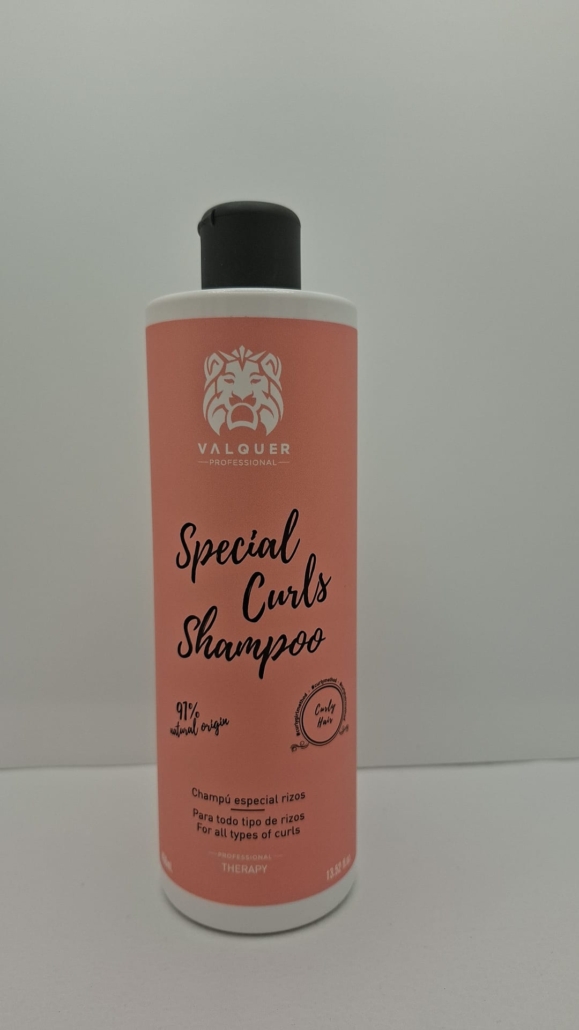 VALQUER
PROFESSIONAL
Special
Curls
Shampoo
97%
natural origin
Curly
Hair
Champú especial rizos
Para todo tipo de rizos
For all types of curls
PROFESSIONAL
THERAPY